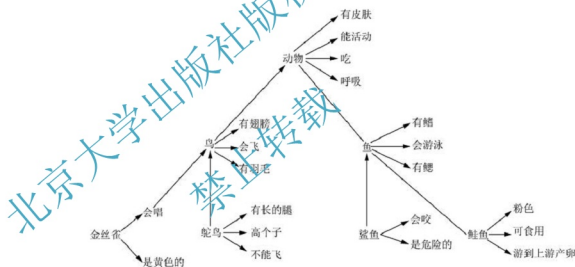 有皮肤
能活动
动物
吃
呼吸
有翅膀
鸟
会飞
有羽毛
有鳍
鱼
会游泳
有鳃
会唱
金丝雀
是黄色的
有长的腿
鸵鸟
高个子
不能飞
会咬
鲨鱼
是危险的
粉色
鲑鱼
可食用
游到上游产卵
北京大学出版社版权
禁止转载